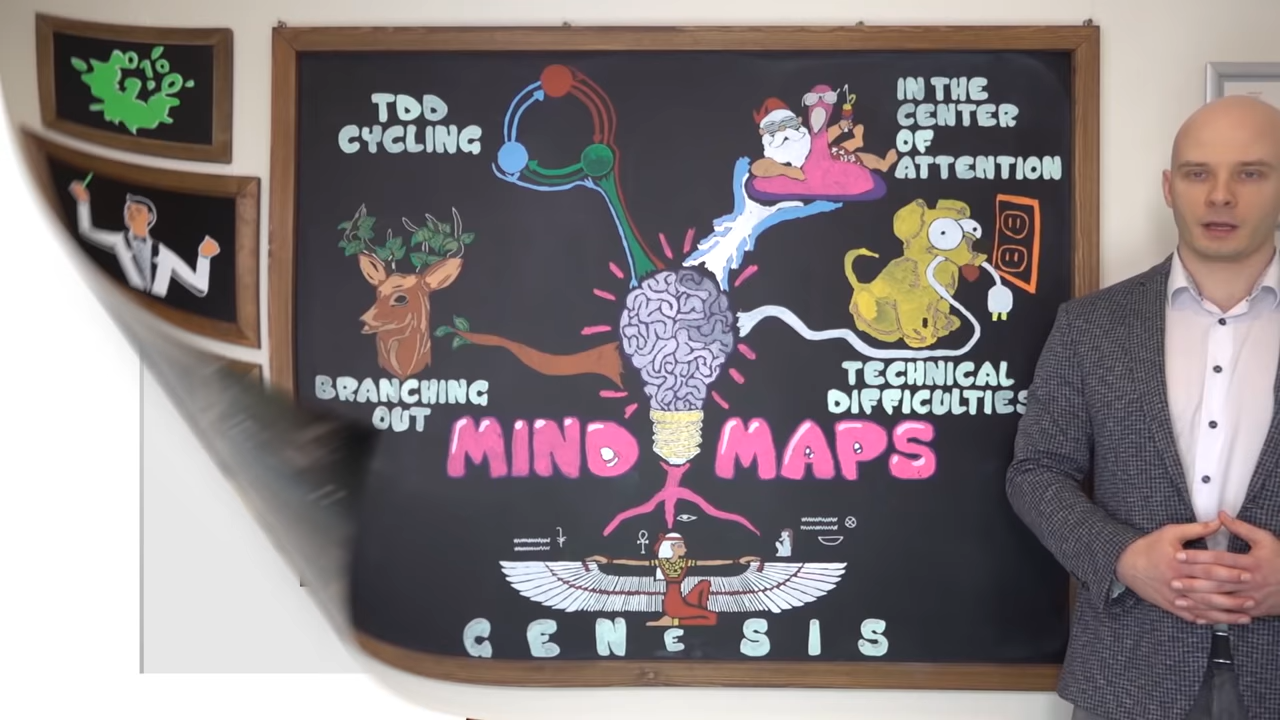 TDD
CYCLING
IN THE
CENTER
OF
ATTENTION
BRANCHING
OUT
TECHNICAL
DIFFICULTIES
MIND MAPS
GENESIS